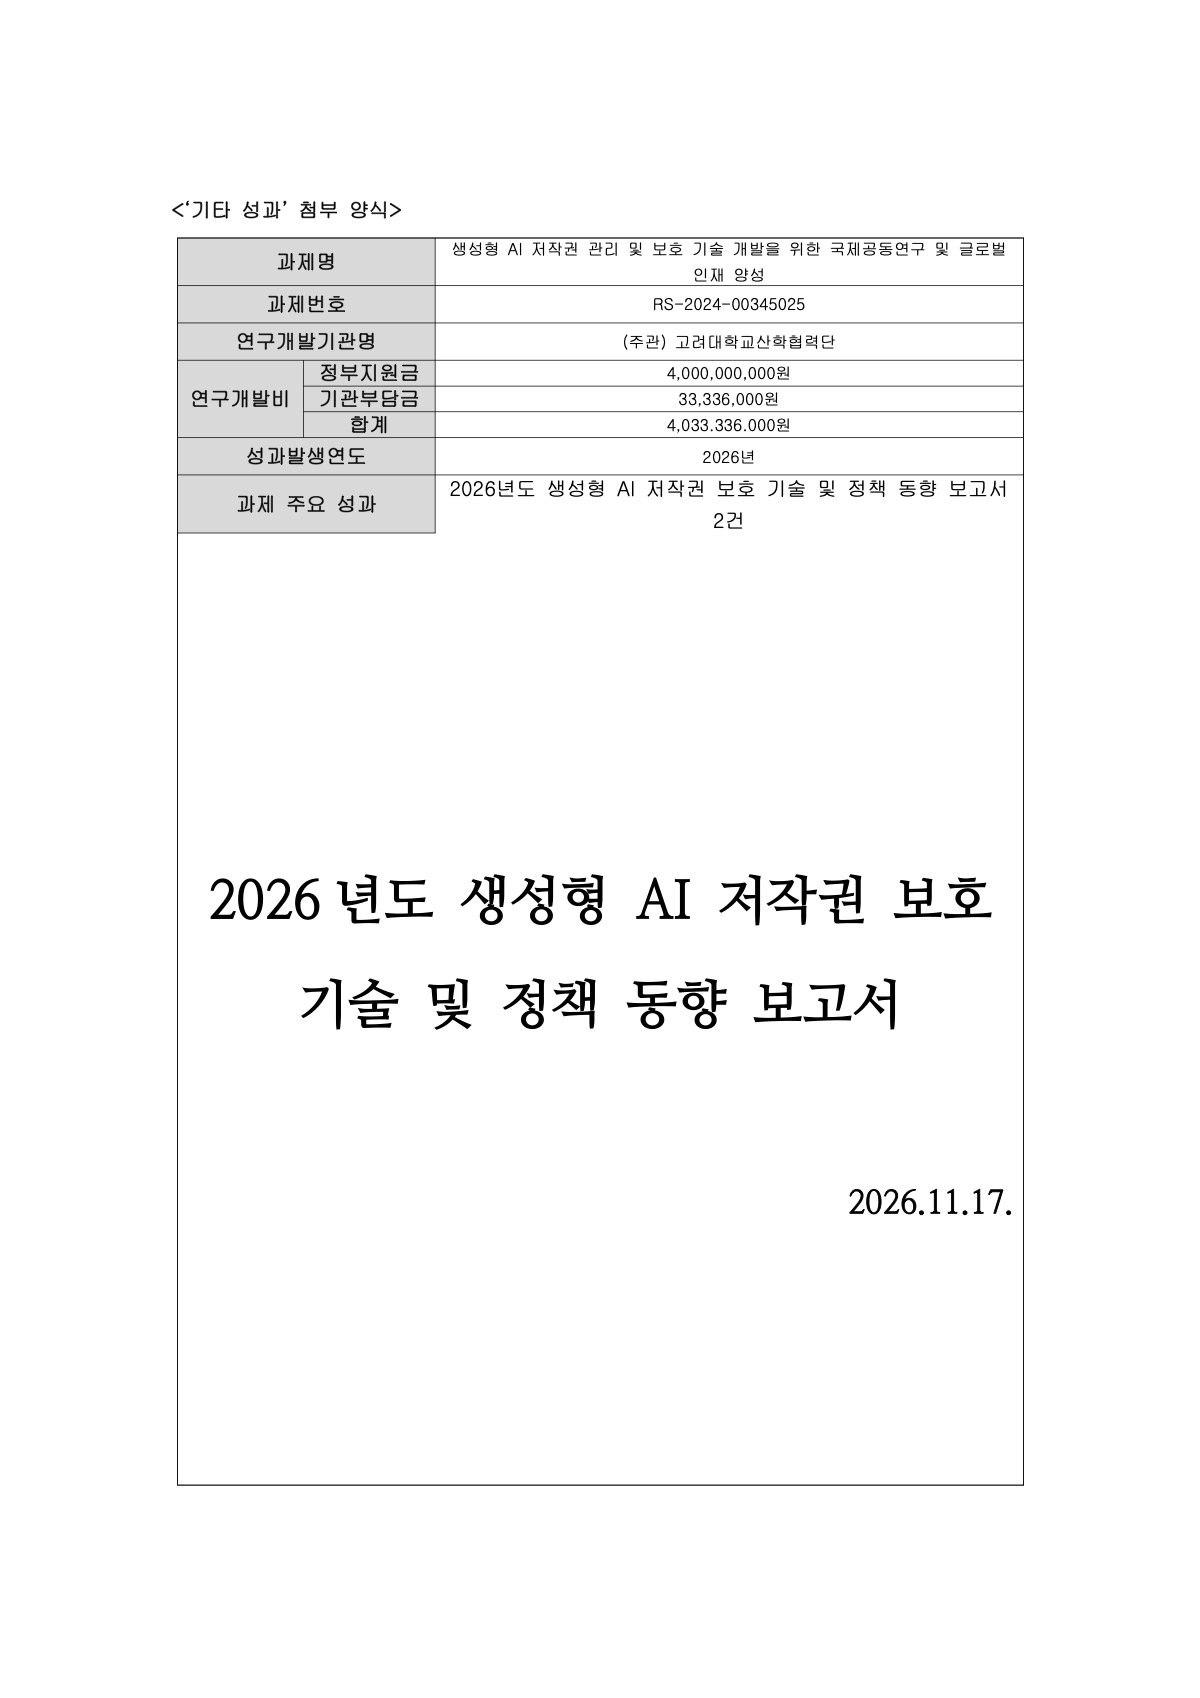 <‘기타 성과’ 첨부 양식>
과제명
생성형 AI 저작권 관리 및 보호 기술 개발을 위한 국제공동연구 및 글로벌
인재 양성
과제번호
RS-2024-00345025
연구개발기관명
(주관) 고려대학교산학협력단
연구개발비
정부지원금
4,000,000,000원
기관부담금
33,336,000원
합계
4,033.336.000원
성과발생연도
2026년
과제 주요 성과
2026년도 생성형 AI 저작권 보호 기술 및 정책 동향 보고서
2건
2026년도 생성형 AI 저작권 보호
기술 및 정책 동향 보고서
2026.11.17.